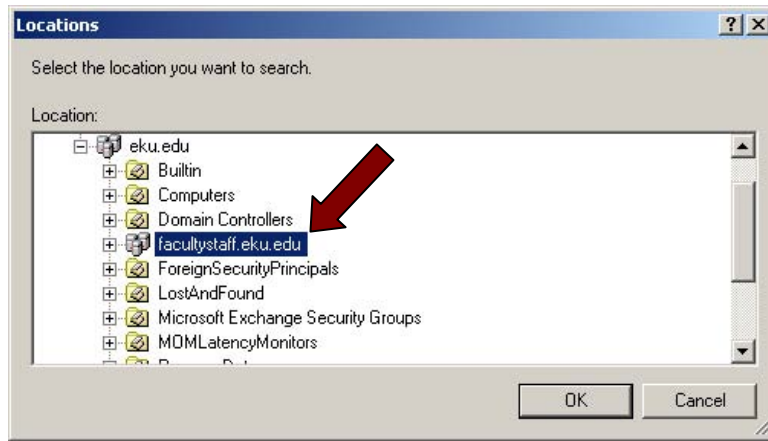 Locations
Select the location you want to search.
Location:
eku.edu
Builtin
Computers
Domain Controllers
facultystaff.eku.edu
ForeignSecurityPrincipals
LostAndFound
Microsoft Exchange Security Groups
MOMLatencyMonitors
OK Cancel